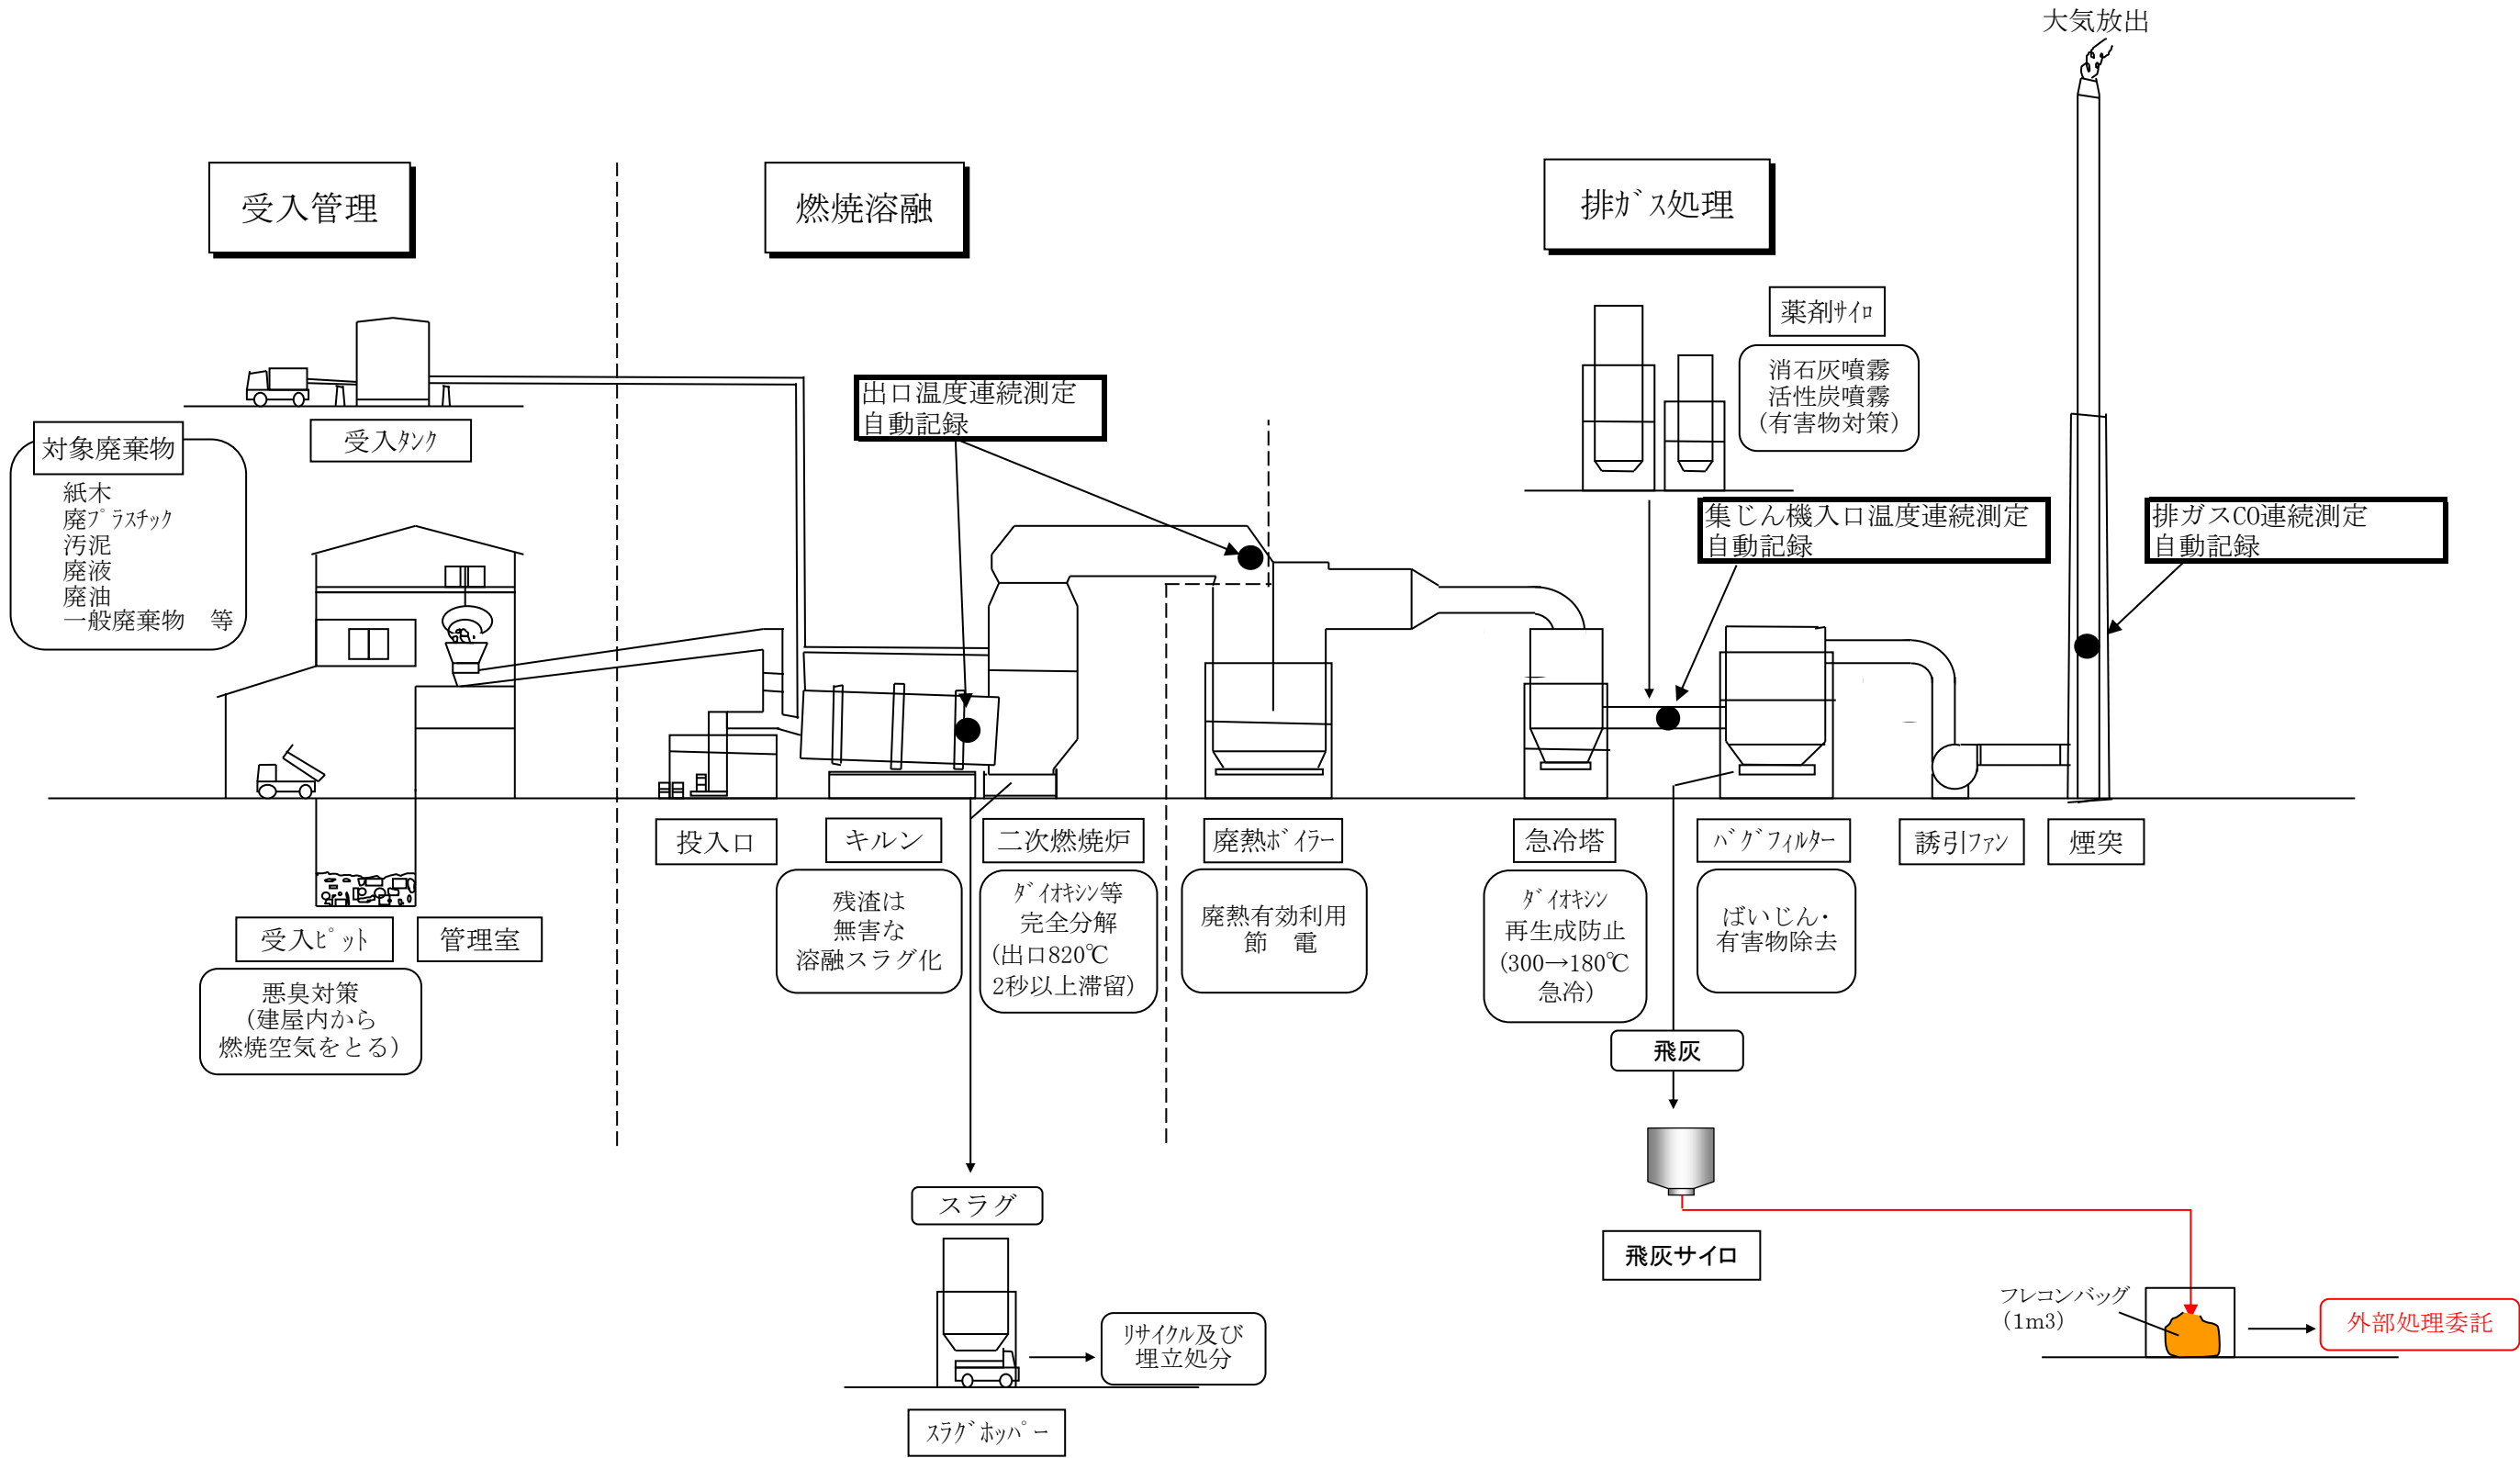 大気放出
受入管理
燃焼溶融
排ｶﾞｽ処理
薬剤ｻｲﾛ
消石灰噴霧
活性炭噴霧
(有害物対策)
出口温度連続測定
自動記録
受入ﾀﾝｸ
対象廃棄物
紙木
廃ﾌﾟﾗｽﾁｯｸ
汚泥
廃液
廃油
一般廃棄物　等
集じん機入口温度連続測定
自動記録
排ガスCO連続測定
自動記録
投入口
キルン
二次燃焼炉
廃熱ﾎﾞｲﾗｰ
急冷塔
ﾊﾞｸﾞﾌｨﾙﾀｰ
誘引ﾌｧﾝ
煙突
残渣は
無害な
溶融スラグ化
ﾀﾞｲｵｷｼﾝ等
完全分解
(出口820℃
2秒以上滞留)
廃熱有効利用
節　電
ﾀﾞｲｵｷｼﾝ
再生成防止
(300→180℃
急冷)
ばいじん・
有害物除去
受入ﾋﾟｯﾄ
管理室
悪臭対策
(建屋内から
燃焼空気をとる)
飛灰
スラグ
飛灰サイロ
フレコンバッグ
(1m3)
外部処理委託
ﾘｻｲｸﾙ及び
埋立処分
ｽﾗｸﾞﾎｯﾊﾟｰ